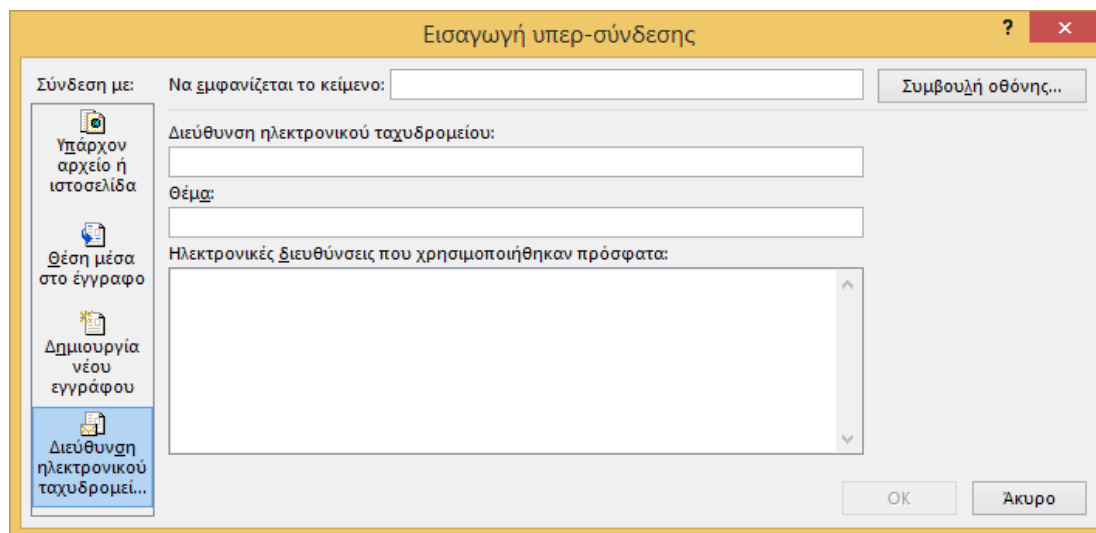 Εισαγωγή υπερ-σύνδεσης
?
Σύνδεση με:
Να εμφανίζεται το κείμενο:
Συμβουλή οθόνης...
Υπάρχον
αρχείο ή
ιστοσελίδα
Θέση μέσα
στο έγγραφο
Δημιουργία
νέου
εγγράφου
Διεύθυνση
ηλεκτρονικού
ταχυδρομεί...
Διεύθυνση ηλεκτρονικού ταχυδρομείου:
Θέμα:
Ηλεκτρονικές διευθύνσεις που χρησιμοποιήθηκαν πρόσφατα:
OK
Άκυρο